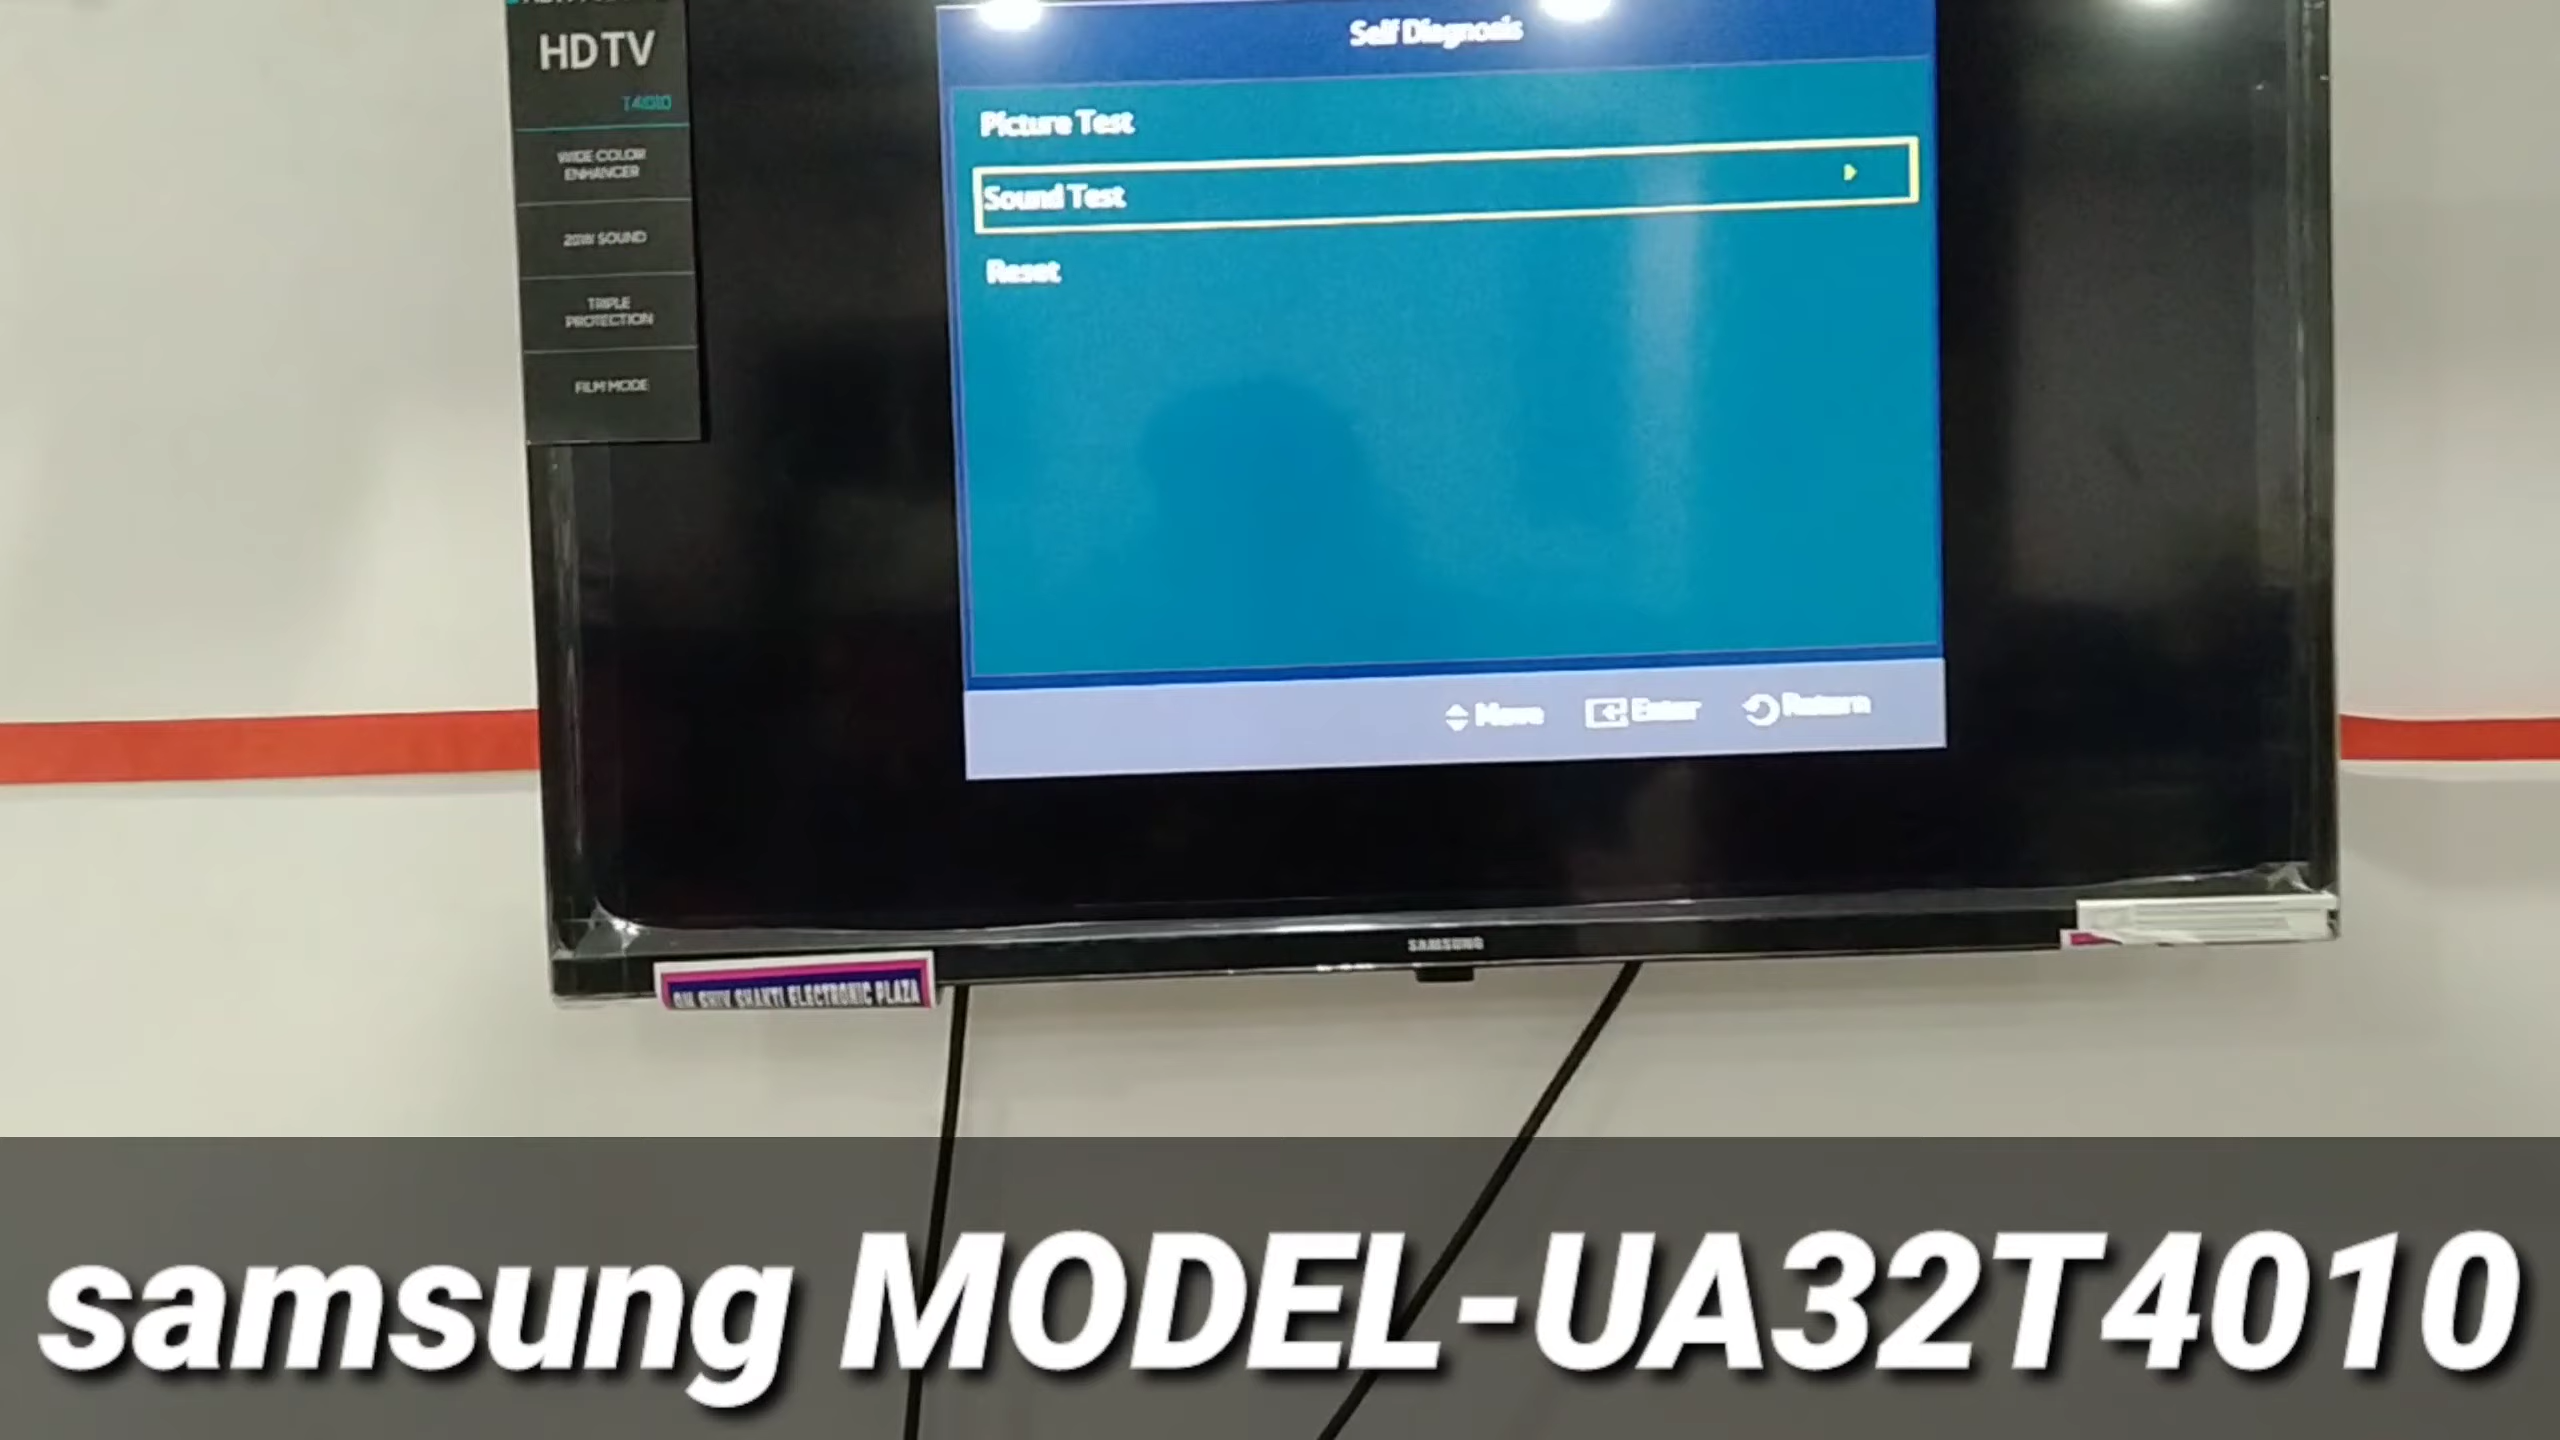 HDTV
T4010
WIDE COLOR
ENHANCER
20W SOUND
TRIPLE
PROTECTION
FILM MODE
Self Diagnosis
Picture Test
Sound Test
Reset
Move Enter Return
SAMSUNG
SHIV SHAKTI ELECTRONIC PLAZA
samsung MODEL-UA32T4010